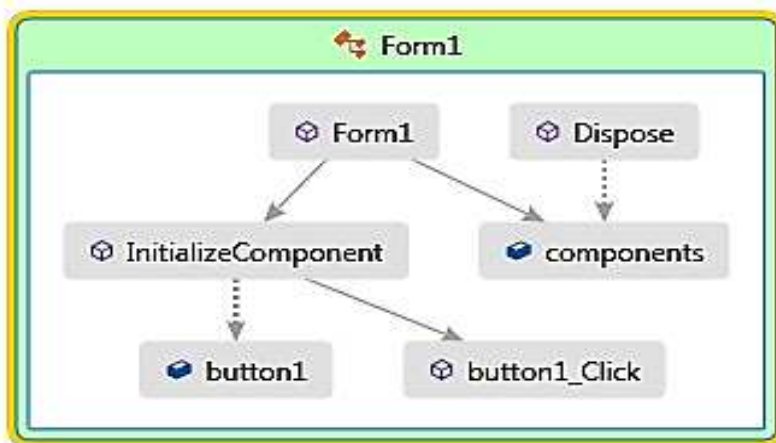 Form1
Form1
Dispose
InitializeComponent
components
button1
button1_Click